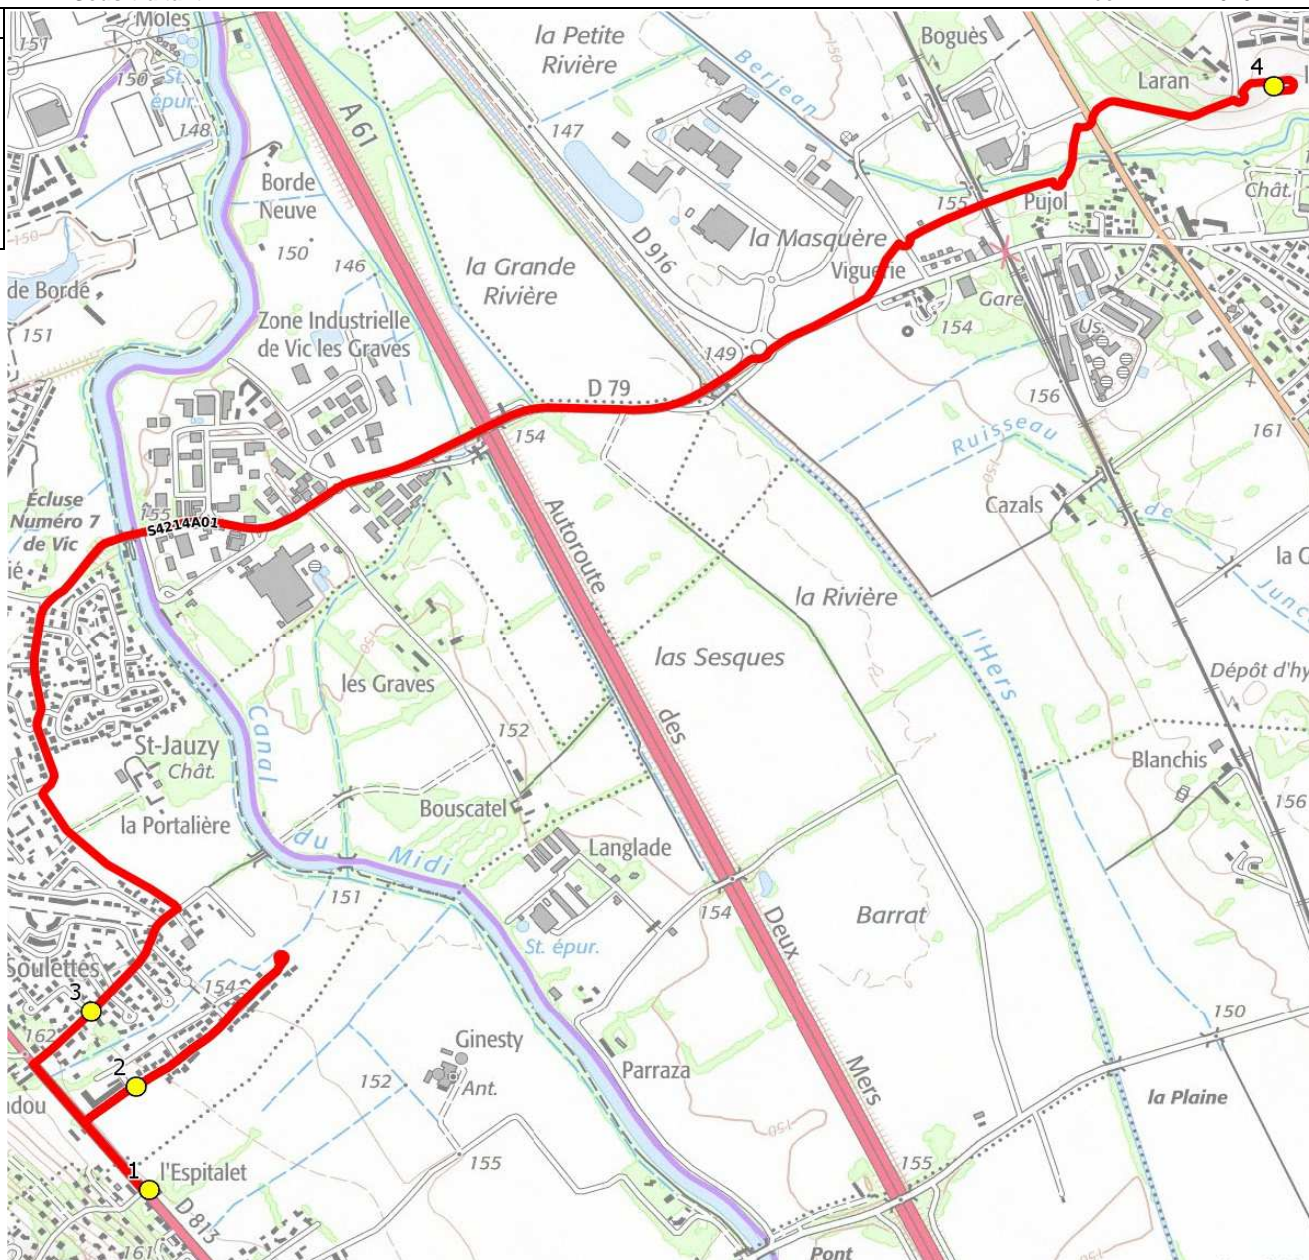 Moles
151
150
St.
épur.
148
A 61
la Petite
Rivière
Berjean
Boguès
4
Laran
147
Borde
Neuve
150
150
146
155
Pujol
Chât.
de Bordé
151
la Grande
Rivière
D 916
la Masquère
Viguerie
Gare
154
Us.
Zone Industrielle
de Vic les Graves
149
D 79
156
154
161
Ruisseau
de
Écluse
Numéro 7
de Vic
155
S4214A01
Cazals
Autoroute
la Rivière
l'Hers
las Sesques
150
les Graves
des
Dépôt d'hy
152
Canal
St-Jauzy
Chât.
Blanchis
156
Bouscatel
la Portalière
du
Midi
Langlade
151
154
Deux
Barrat
St. épur.
Soulettes
154
3
162
150
Ginesty
2
152
Ant.
Parraza
Mers
la Plaine
150
155
155
1
l'Espitalet
D 813
161
Pont